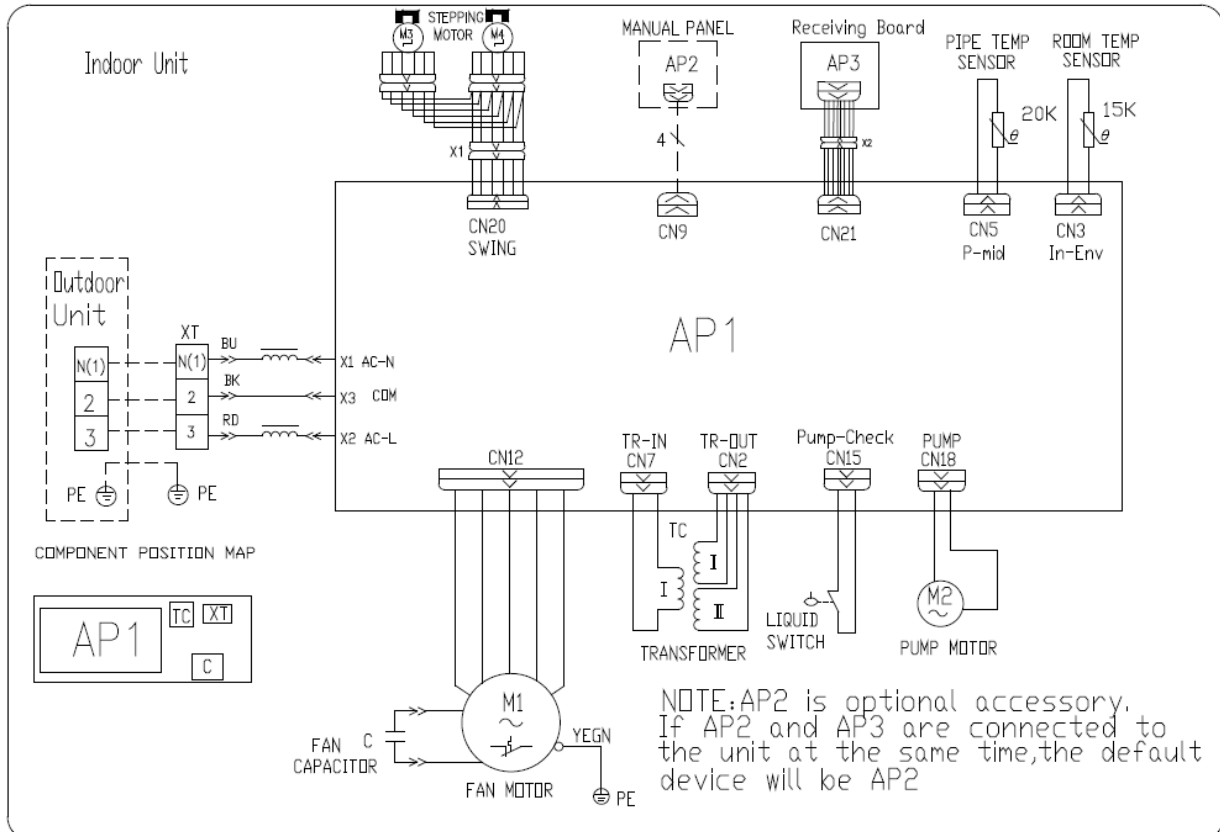 Indoor Unit
STEPPING
MOTOR
M3
M4
MANUAL PANEL
AP2
Receiving Board
AP3
PIPE TEMP
SENSOR
ROOM TEMP
SENSOR
20K
θ
15K
θ
4
X1
X2
CN20
SWING
CN9
CN21
CN5
P-mid
CN3
In-Env
Outdoor
Unit
XT
N(1)
N(1)
BU
X1 AC-N
2
2
BK
X3 COM
3
3
RD
X2 AC-L
PE
PE
AP1
CN12
TR-IN
CN7
TR-OUT
CN2
Pump-Check
CN15
PUMP
CN18
TC
I
I
II
TRANSFORMER
LIQUID
SWITCH
M2
PUMP MOTOR
COMPONENT POSITION MAP
AP1
TC
XT
C
M1
FAN
CAPACITOR
C
YEGN
PE
FAN MOTOR
NOTE:AP2 is optional accessory.
If AP2 and AP3 are connected to
the unit at the same time,the default
device will be AP2